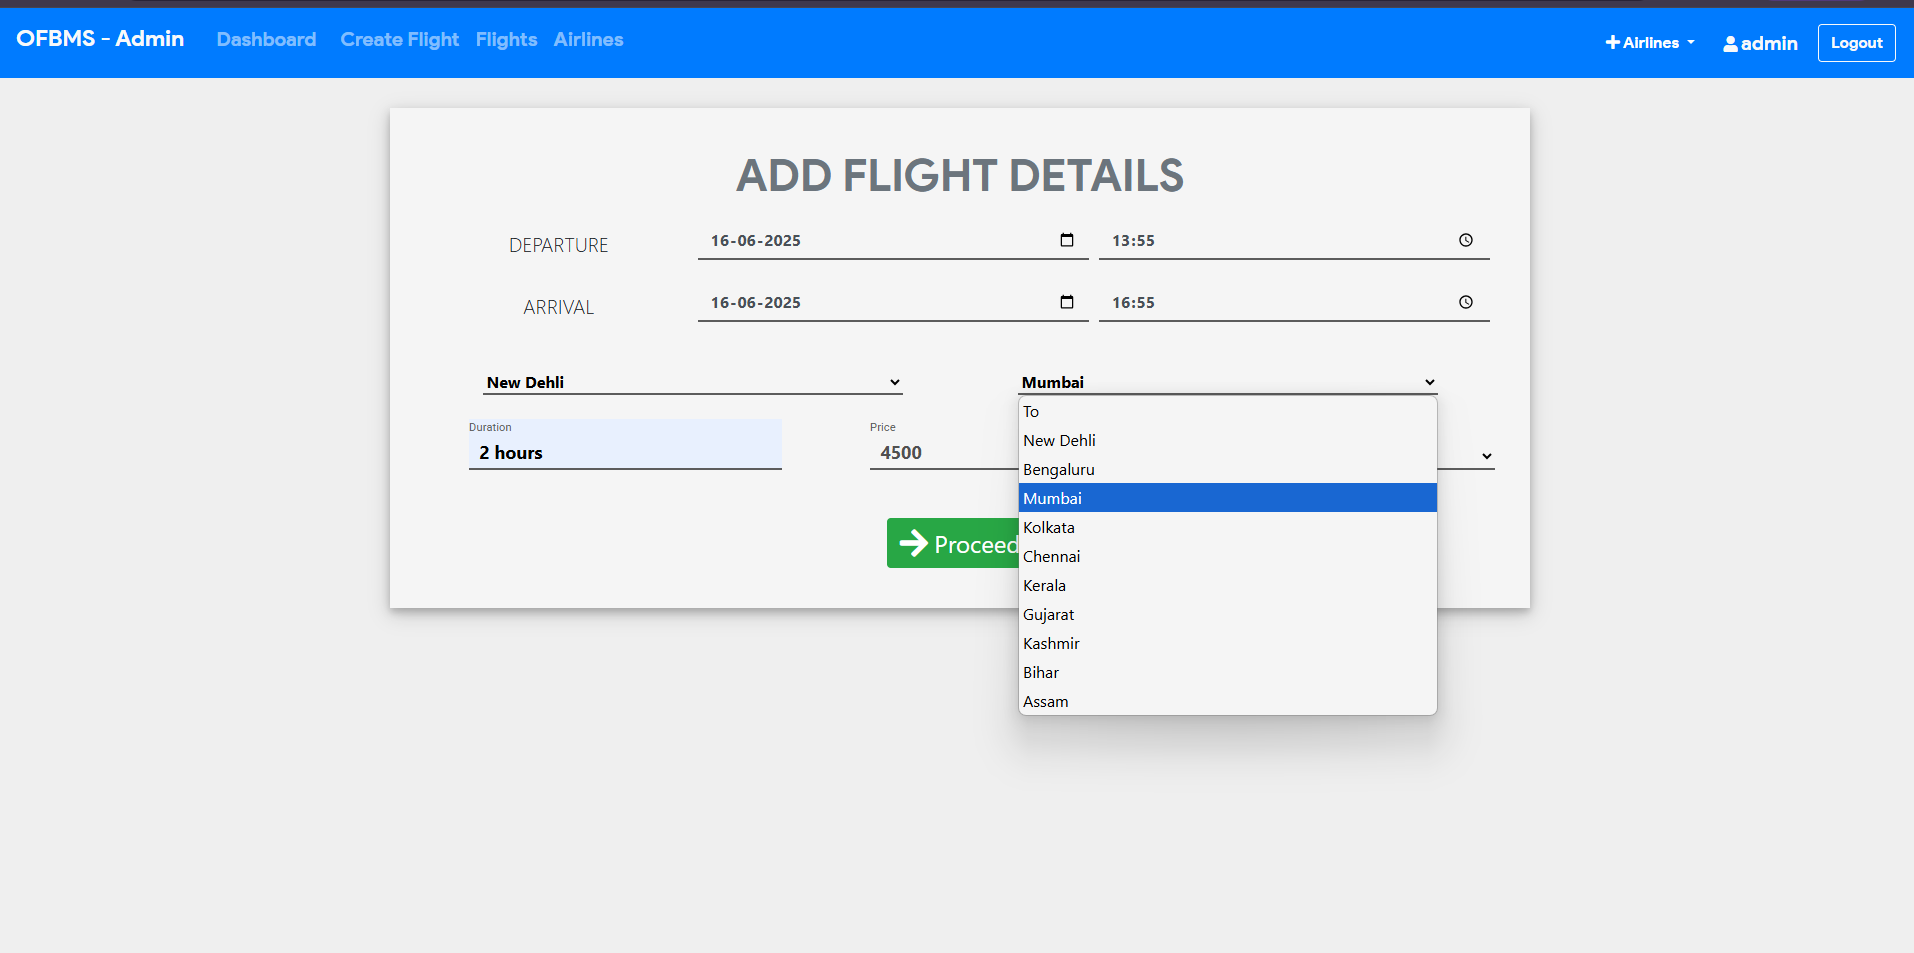 OFBMS - Admin Dashboard Create Flight Flights Airlines Airlines admin Logout
ADD FLIGHT DETAILS
DEPARTURE 16-06-2025 13:55
ARRIVAL 16-06-2025 16:55
New Dehli Mumbai
To
New Dehli
Bengaluru
Mumbai
Kolkata
Chennai
Kerala
Gujarat
Kashmir
Bihar
Assam
Duration Price
2 hours 4500
Proceed